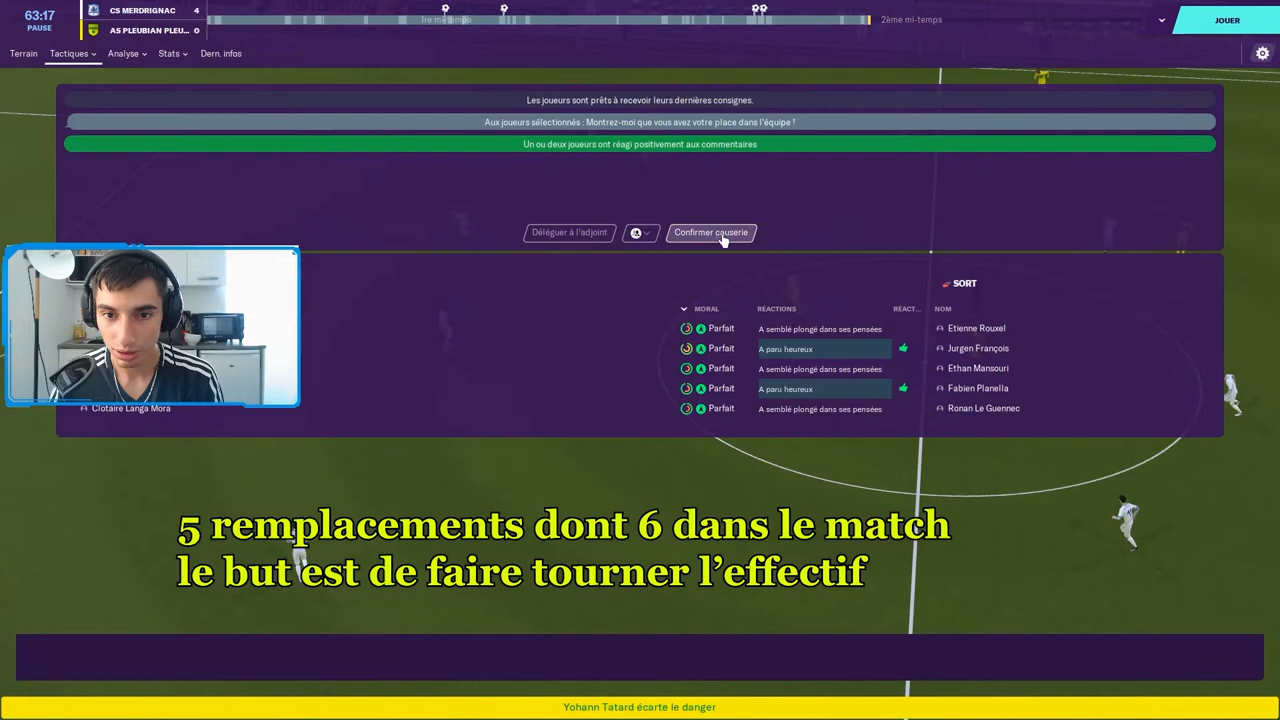 63:17
PAUSE
CS MERDRIGNAC 4
AS PLEUBIAN PLEU... 0
1re mi-temps
2ème mi-temps
JOUER
Terrain
Tactiques
Analyse
Stats
Dern. infos
Les joueurs sont prêts à recevoir leurs dernières consignes.
Aux joueurs sélectionnés : Montrez-moi que vous avez votre place dans l'équipe !
Un ou deux joueurs ont réagi positivement aux commentaires
Déléguer à l'adjoint
Confirmer causerie
SORT
MORAL RÉACTIONS RÉACT... NOM
Parfait A semblé plongé dans ses pensées Etienne Rouxel
Parfait A paru heureux Jurgen François
Parfait A semblé plongé dans ses pensées Ethan Mansouri
Parfait A paru heureux Fabien Planella
Clotaire Langa Mora Parfait A semblé plongé dans ses pensées Ronan Le Guennec
5 remplacements dont 6 dans le match
le but est de faire tourner l'effectif
Yohann Tatard écarte le danger